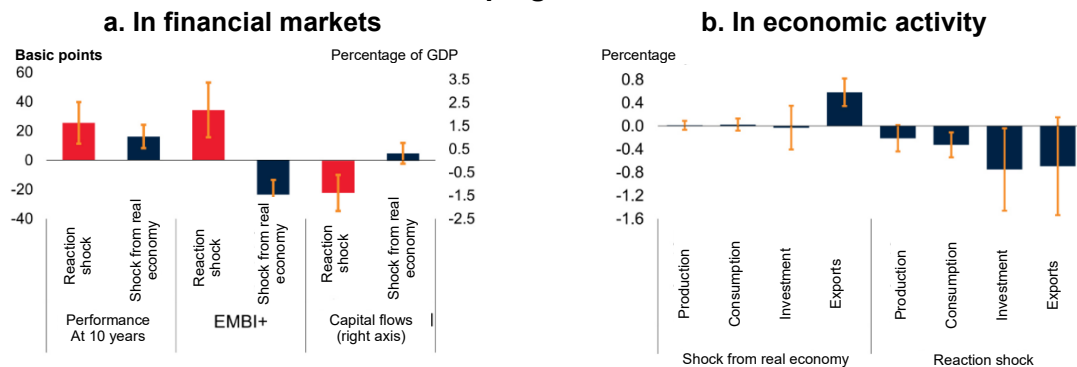 a. In financial markets
Basic points
Percentage of GDP
60
40
20
0
-20
-40
3.5
2.5
1.5
0.5
-0.5
-1.5
-2.5
Reaction
shock
Shock from real
economy
Reaction
shock
Shock from real
economy
Reaction
shock
Shock from real
economy
Performance
At 10 years
EMBI+
Capital flows
(right axis)
b. In economic activity
Percentage
0.8
0.4
0.0
-0.4
-0.8
-1.2
-1.6
Production
Consumption
Investment
Exports
Production
Consumption
Investment
Exports
Shock from real economy
Reaction shock